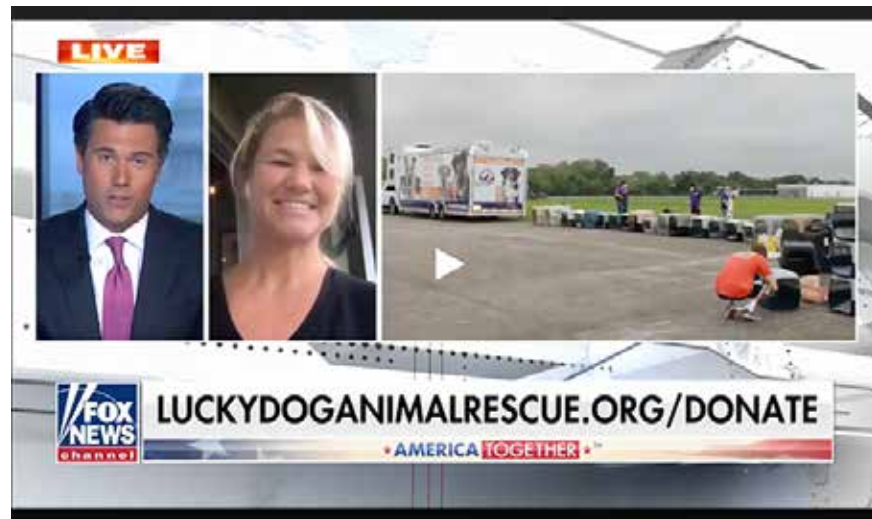 LIVE
FOX
NEWS
channel
LUCKYDOGANIMALRESCUE.ORG/DONATE
AMERICA TOGETHER